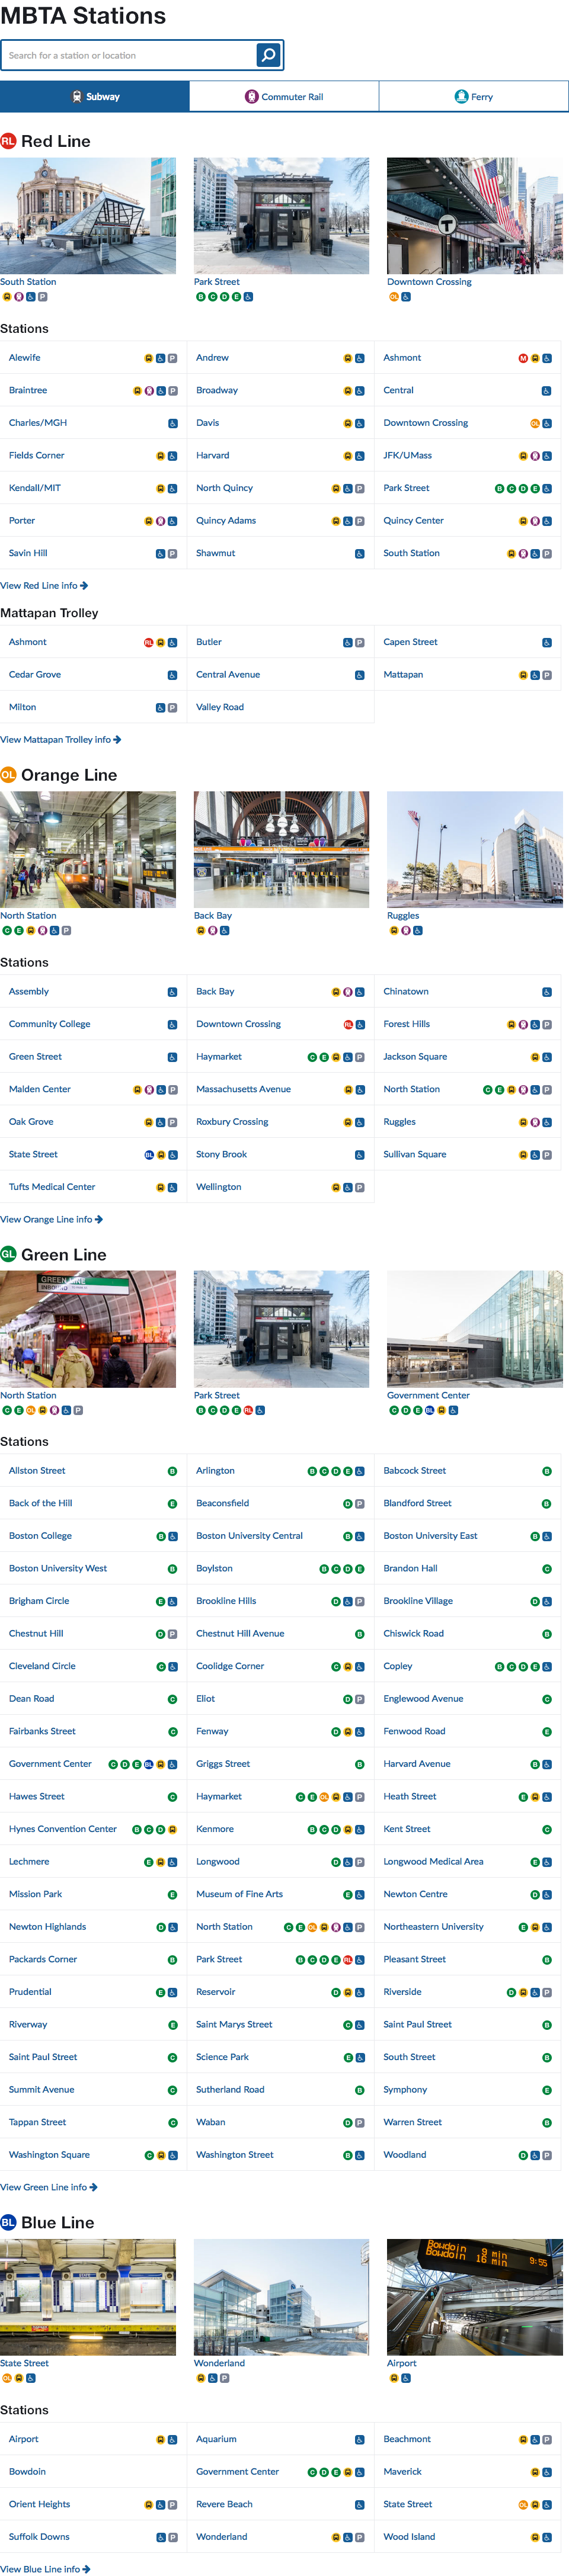 MBTA Stations
Search for a station or location
Subway Commuter Rail Ferry
RL Red Line
T
South Station Park Street Downtown Crossing
P B C D E OL
Stations
Alewife P Andrew Ashmont M
Braintree P Broadway Central
Charles/MGH Davis Downtown Crossing OL
Fields Corner Harvard JFK/UMass
Kendall/MIT North Quincy P Park Street B C D E
Porter Quincy Adams P Quincy Center
Savin Hill P Shawmut South Station P
View Red Line info
Mattapan Trolley
Ashmont RL Butler P Capen Street
Cedar Grove Central Avenue Mattapan P
Milton P Valley Road
View Mattapan Trolley info
OL Orange Line
North Station Back Bay Ruggles
C E P
Stations
Assembly Back Bay Chinatown
Community College Downtown Crossing RL Forest Hills P
Green Street Haymarket C E P Jackson Square
Malden Center P Massachusetts Avenue North Station C E P
Oak Grove P Roxbury Crossing Ruggles
State Street BL Stony Brook Sullivan Square P
Tufts Medical Center Wellington P
View Orange Line info
GL Green Line
GREEN LINE
INBOUND
North Station Park Street Government Center
C E OL P B C D E RL C D E BL
Stations
Allston Street B Arlington B C D E Babcock Street B
Back of the Hill E Beaconsfield D P Blandford Street B
Boston College B Boston University Central B Boston University East B
Boston University West B Boylston B C D E Brandon Hall C
Brigham Circle E Brookline Hills D P Brookline Village D
Chestnut Hill D P Chestnut Hill Avenue B Chiswick Road B
Cleveland Circle C Coolidge Corner C Copley B C D E
Dean Road C Eliot D P Englewood Avenue C
Fairbanks Street C Fenway D Fenwood Road E
Government Center C D E BL Griggs Street B Harvard Avenue B
Hawes Street C Haymarket C E OL P Heath Street E
Hynes Convention Center B C D Kenmore B C D Kent Street C
Lechmere E Longwood D P Longwood Medical Area E
Mission Park E Museum of Fine Arts E Newton Centre D
Newton Highlands D North Station C E OL P Northeastern University E
Packards Corner B Park Street B C D E RL Pleasant Street B
Prudential E Reservoir D Riverside D P
Riverway E Saint Marys Street C Saint Paul Street B
Saint Paul Street C Science Park E South Street B
Summit Avenue C Sutherland Road B Symphony E
Tappan Street C Waban D P Warren Street B
Washington Square C Washington Street B Woodland D P
View Green Line info
BL Blue Line
Bowdoin 9 min
Bowdoin 16 min 9:55
State Street Wonderland Airport
OL P
Stations
Airport Aquarium Beachmont P
Bowdoin Government Center C D E Maverick
Orient Heights P Revere Beach State Street OL
Suffolk Downs P Wonderland P Wood Island
View Blue Line info